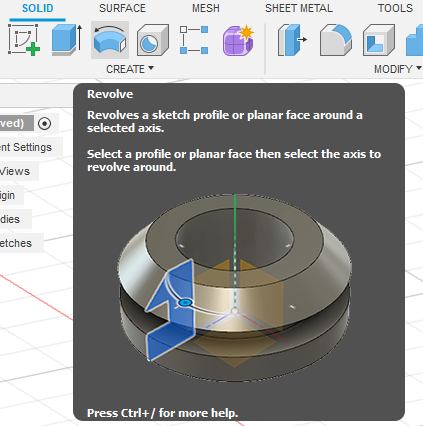 SOLID SURFACE MESH SHEET METAL TOOLS
CREATE MODIFY
Revolve
ved)
Revolves a sketch profile or planar face around a
selected axis.
ent Settings
Views
Select a profile or planar face then select the axis to
revolve around.
igin
dies
etches
Press Ctrl+/ for more help.